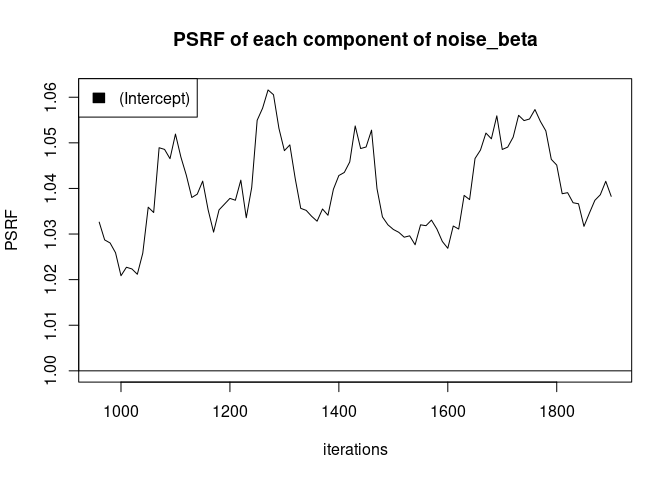 PSRF of each component of noise_beta
(Intercept)
PSRF
1.06
1.05
1.04
1.03
1.02
1.01
1.00
1000 1200 1400 1600 1800
iterations